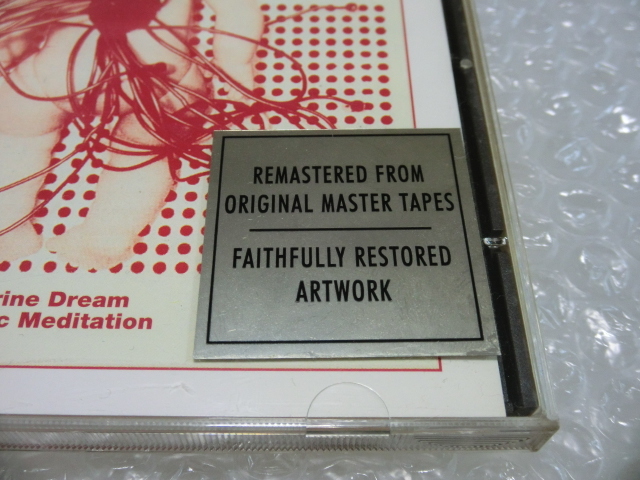 REMASTERED FROM
ORIGINAL MASTER TAPES
FAITHFULLY RESTORED
ARTWORK
rine Dream
c Meditation